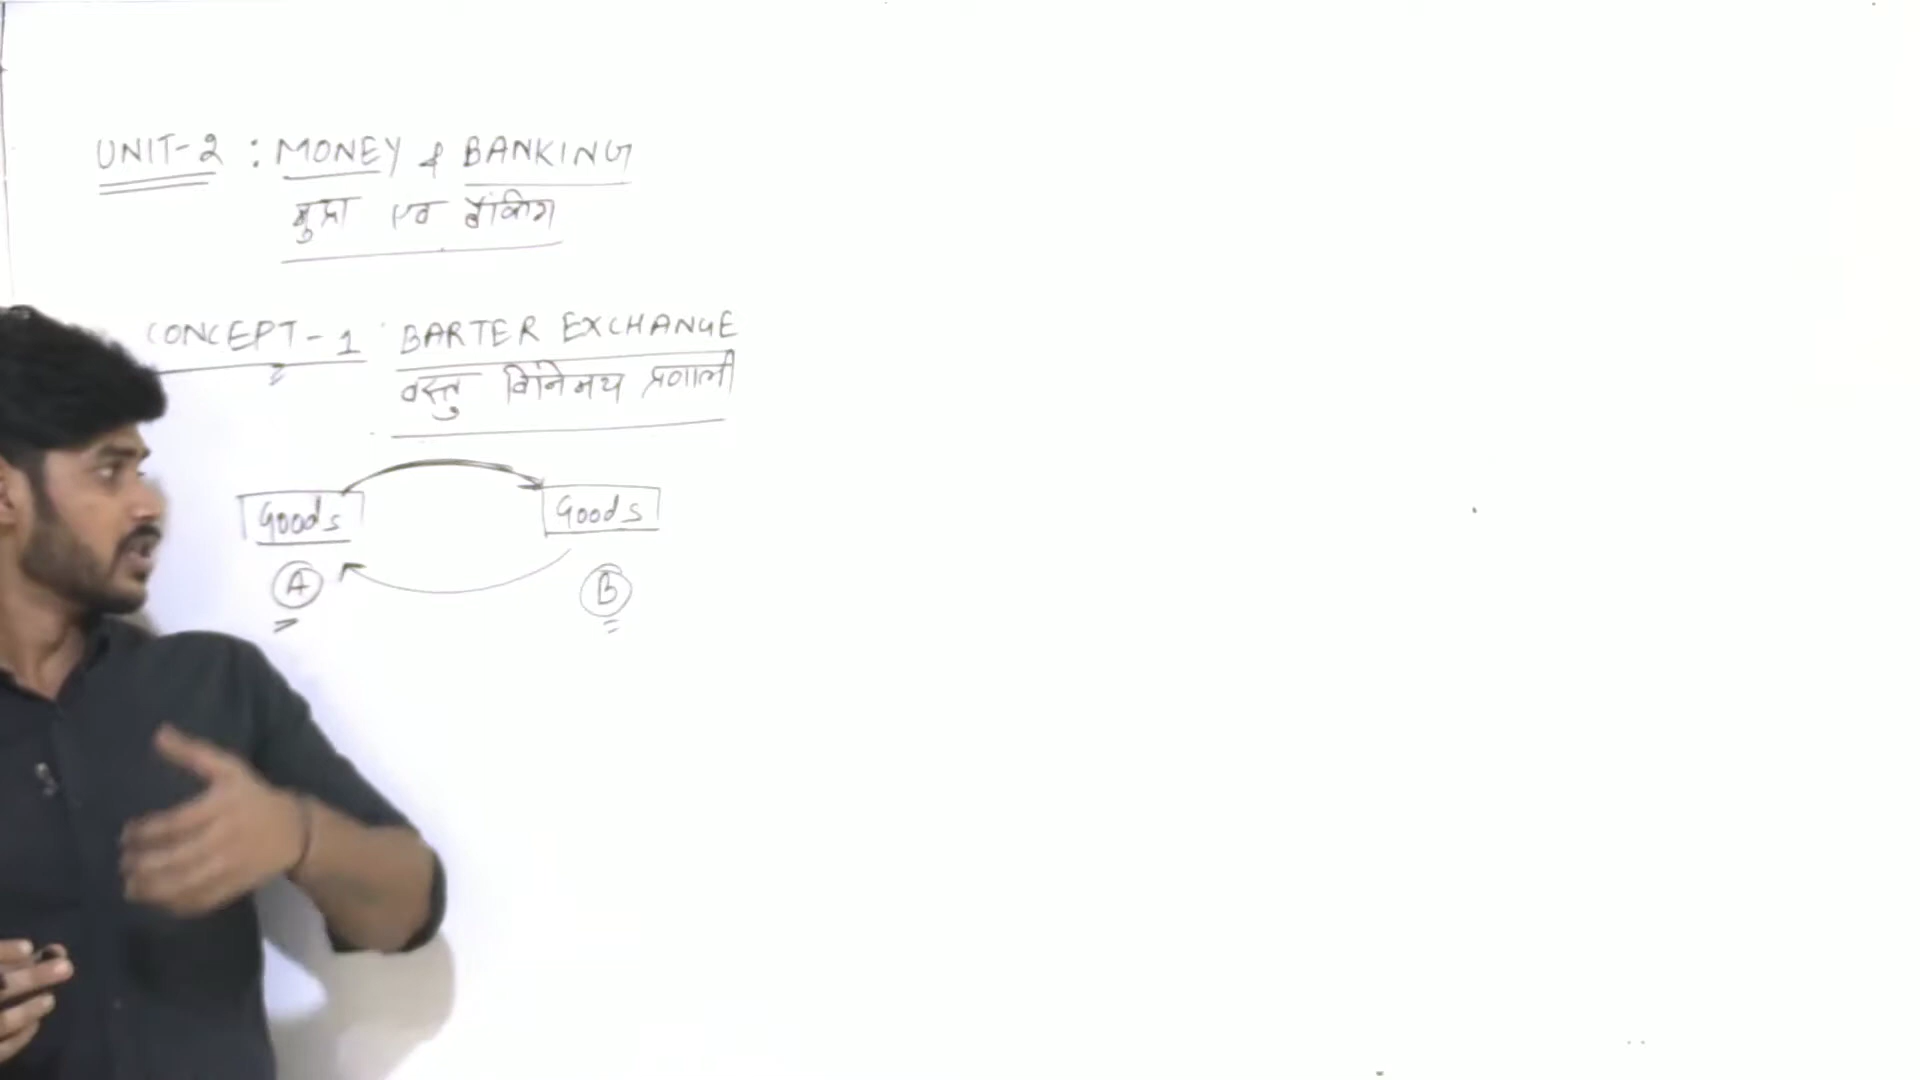 UNIT-2 : MONEY & BANKING
मुद्रा एवं बैंकिंग
CONCEPT-1 : BARTER EXCHANGE
वस्तु विनिमय प्रणाली
Goods Goods
A B